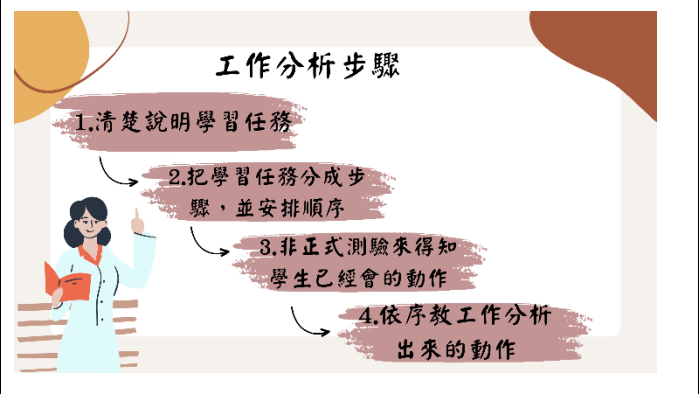 工作分析步驟
1.清楚說明學習任務
2.把學習任務分成步
驟，並安排順序
3.非正式測驗來得知
學生已經會的動作
4.依序教工作分析
出來的動作